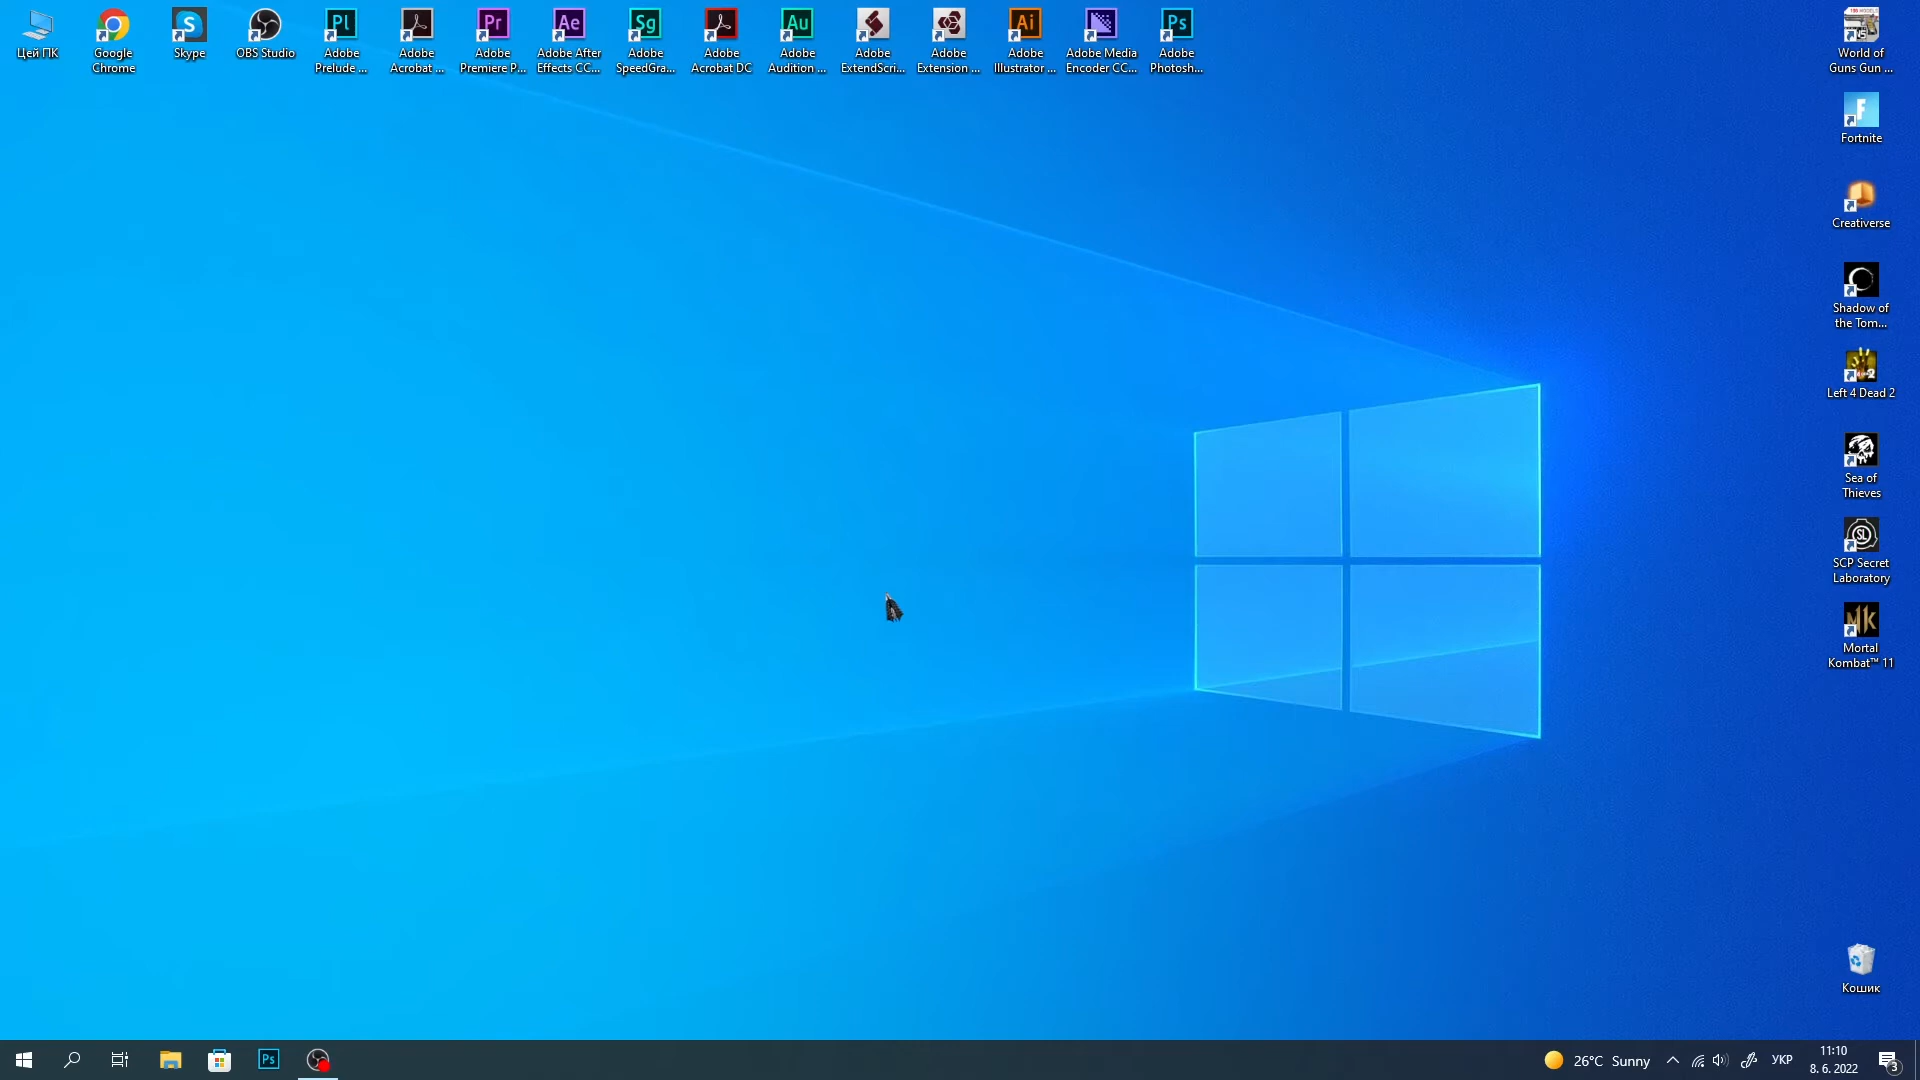 Цей ПК
Google
Chrome
Skype
OBS Studio
Pl
Adobe
Prelude ...
Adobe
Acrobat ...
Pr
Adobe
Premiere P...
Ae
Adobe After
Effects CC...
Sg
Adobe
SpeedGra...
Adobe
Acrobat DC
Au
Adobe
Audition ...
Adobe
ExtendScri...
Adobe
Extension ...
Ai
Adobe
Illustrator ...
Adobe Media
Encoder CC...
Ps
Adobe
Photosh...
World of
Guns Gun ...
Fortnite
Creativerse
Shadow of
the Tom...
Left 4 Dead 2
Sea of
Thieves
SL
SCP Secret
Laboratory
MK
Mortal
Kombat™ 11
Кошик
Ps
26°C Sunny
УКР
11:10
8. 6. 2022
3